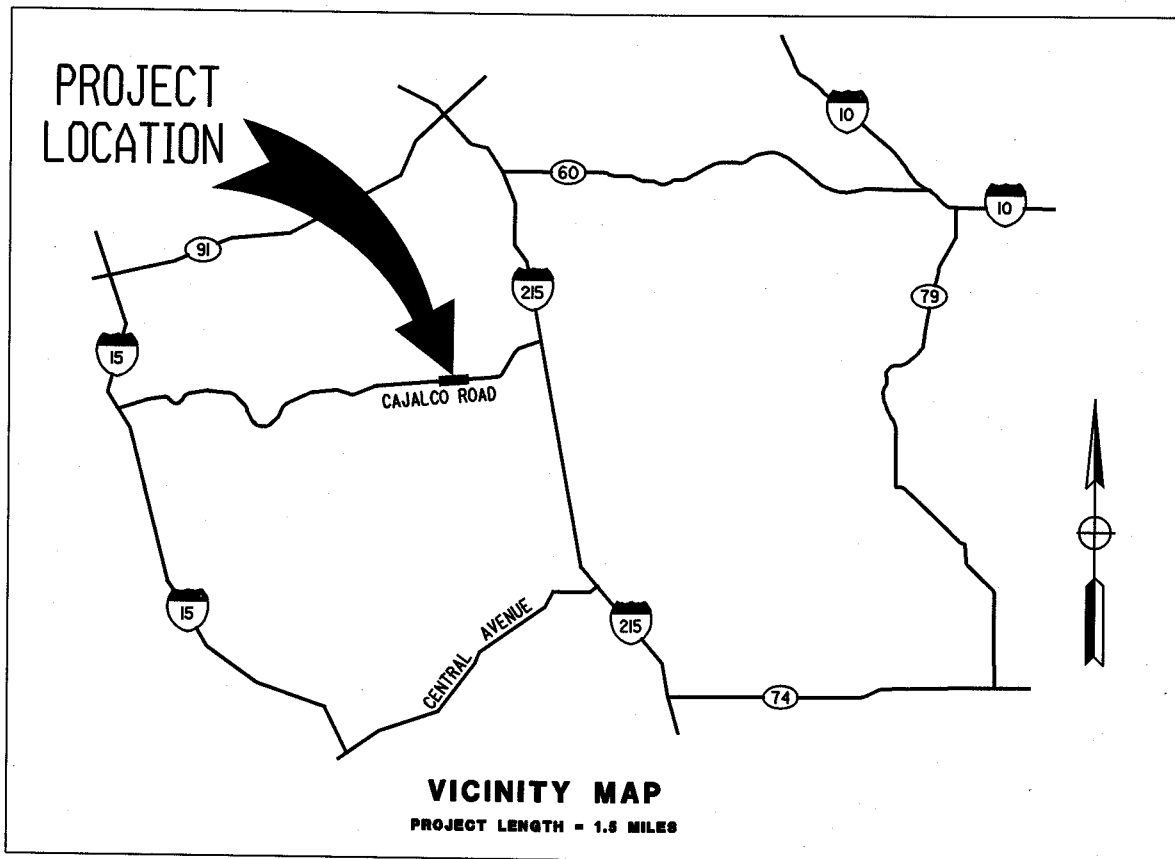 PROJECT
LOCATION
10
60
10
91
215
79
15
CAJALCO ROAD
15
CENTRAL AVENUE
215
74
VICINITY MAP
PROJECT LENGTH = 1.5 MILES